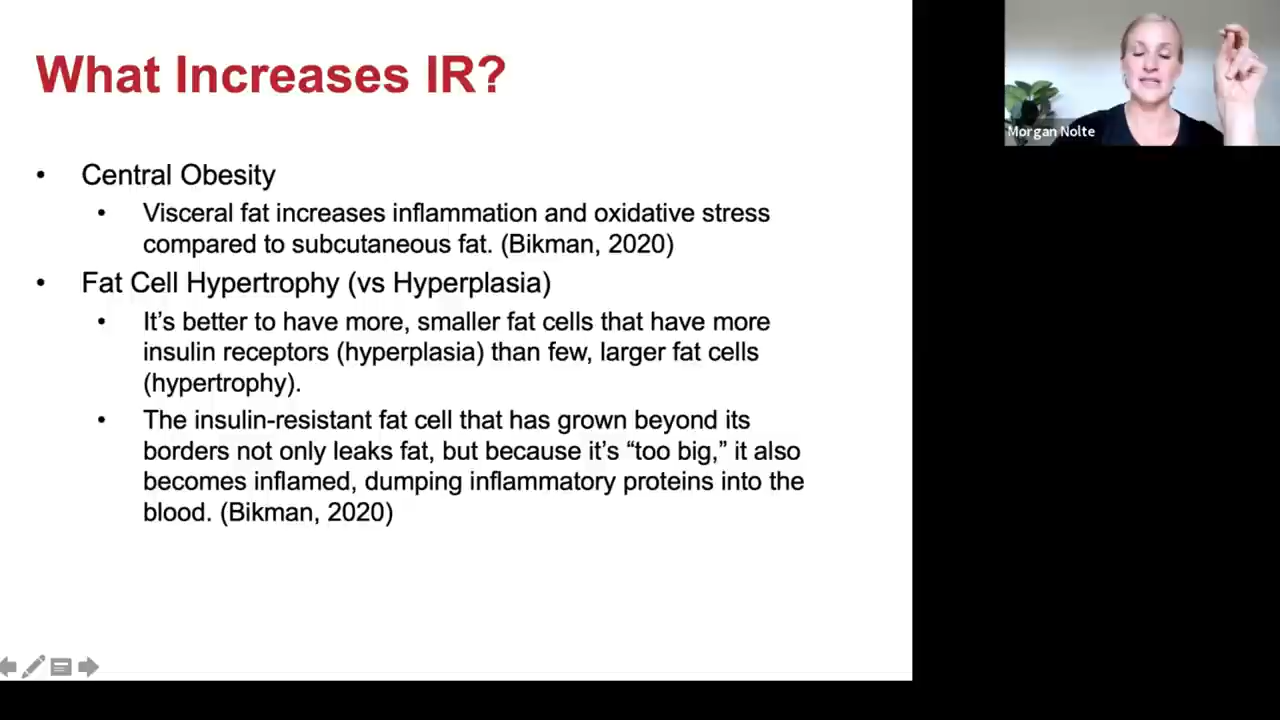 What Increases IR?
• Central Obesity
• Visceral fat increases inflammation and oxidative stress
compared to subcutaneous fat. (Bikman, 2020)
• Fat Cell Hypertrophy (vs Hyperplasia)
• It’s better to have more, smaller fat cells that have more
insulin receptors (hyperplasia) than few, larger fat cells
(hypertrophy).
• The insulin-resistant fat cell that has grown beyond its
borders not only leaks fat, but because it’s “too big,” it also
becomes inflamed, dumping inflammatory proteins into the
blood. (Bikman, 2020)
Morgan Nolte